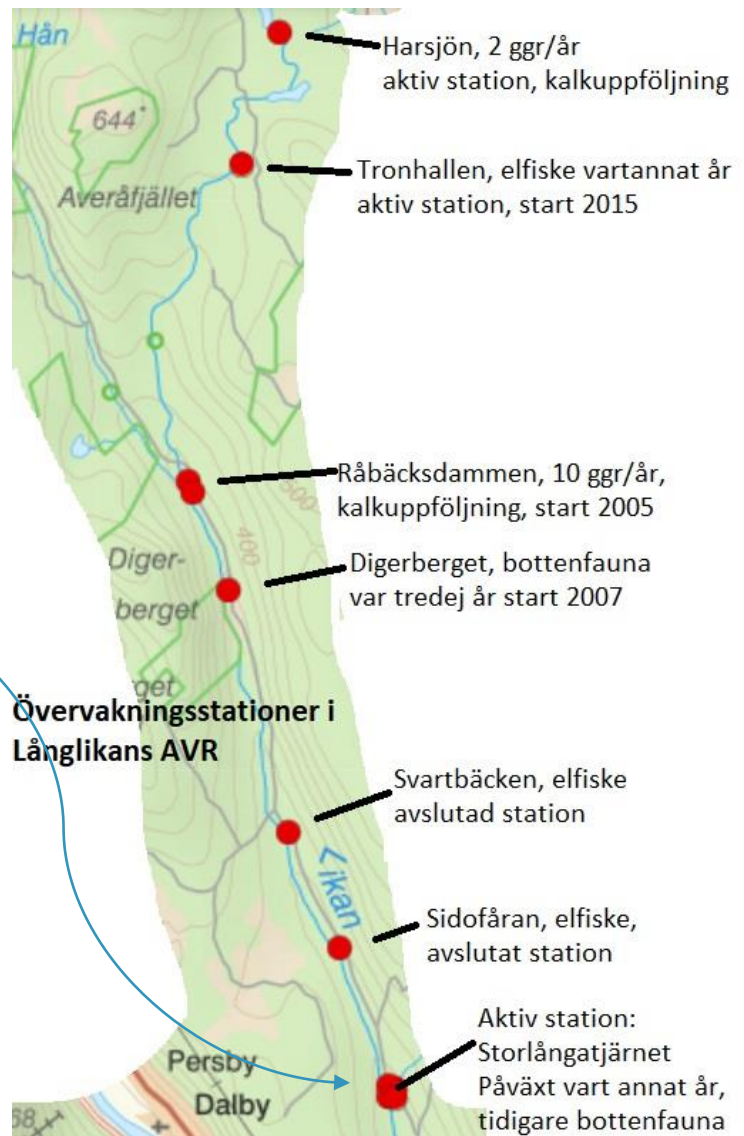 Hån
Harsjön, 2 ggr/år
aktiv station, kalkuppföljning
644
Tronhallen, elfiske vartannat år
aktiv station, start 2015
Averåfjället
Råbäcksdammen, 10 ggr/år,
kalkuppföljning, start 2005
500
400
Diger-
berget
Digerberget, bottenfauna
var tredej år start 2007
get
Övervakningsstationer i
Långlikans AVR
Svartbäcken, elfiske
avslutad station
Likan
Sidofåran, elfiske,
avslutat station
Aktiv station:
Storlångatjärnet
Påväxt vart annat år,
tidigare bottenfauna
Persby
Dalby
68